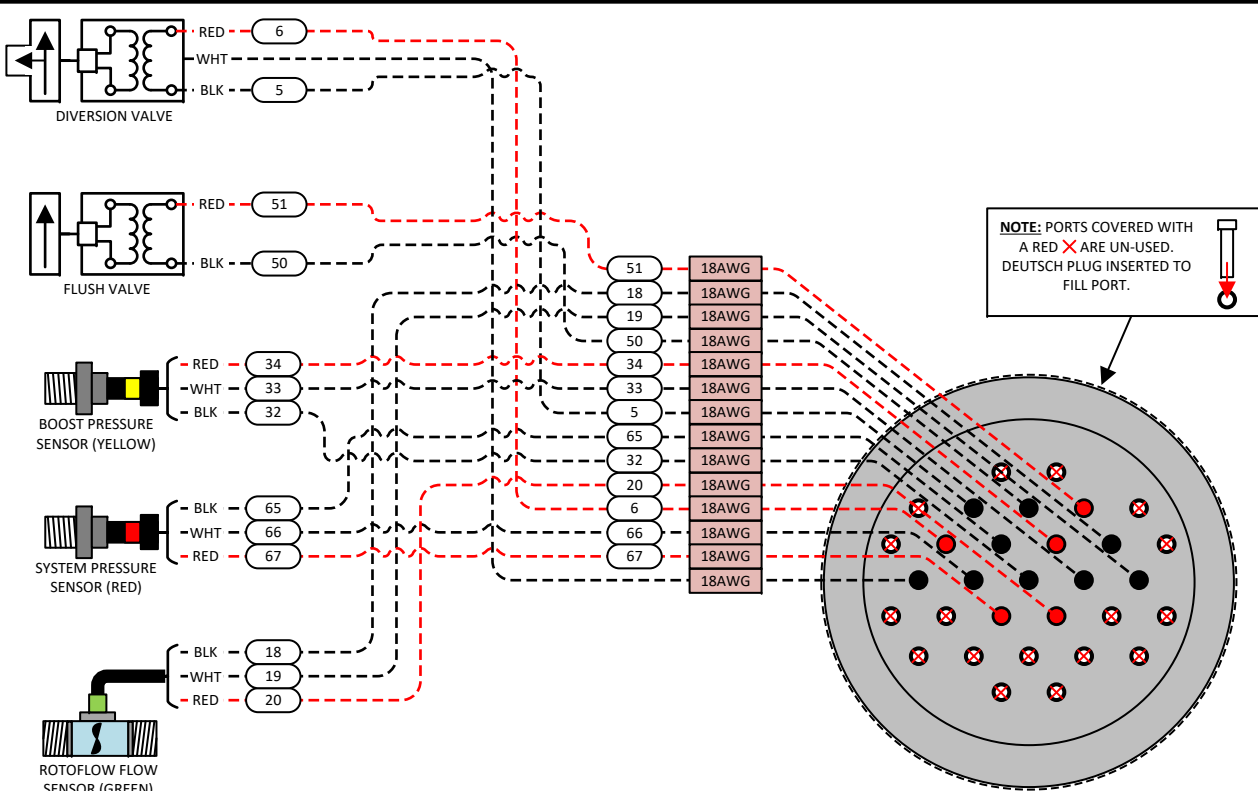 RED 6
WHT
BLK 5
DIVERSION VALVE
RED 51
BLK 50
FLUSH VALVE
RED 34
WHT 33
BLK 32
BOOST PRESSURE
SENSOR (YELLOW)
BLK 65
WHT 66
RED 67
SYSTEM PRESSURE
SENSOR (RED)
BLK 18
WHT 19
RED 20
ROTOFLOW FLOW
SENSOR (GREEN)
51 18AWG
18 18AWG
19 18AWG
50 18AWG
34 18AWG
33 18AWG
5 18AWG
65 18AWG
32 18AWG
20 18AWG
6 18AWG
66 18AWG
67 18AWG
18AWG
NOTE: PORTS COVERED WITH
A RED X ARE UN-USED.
DEUTSCH PLUG INSERTED TO
FILL PORT.